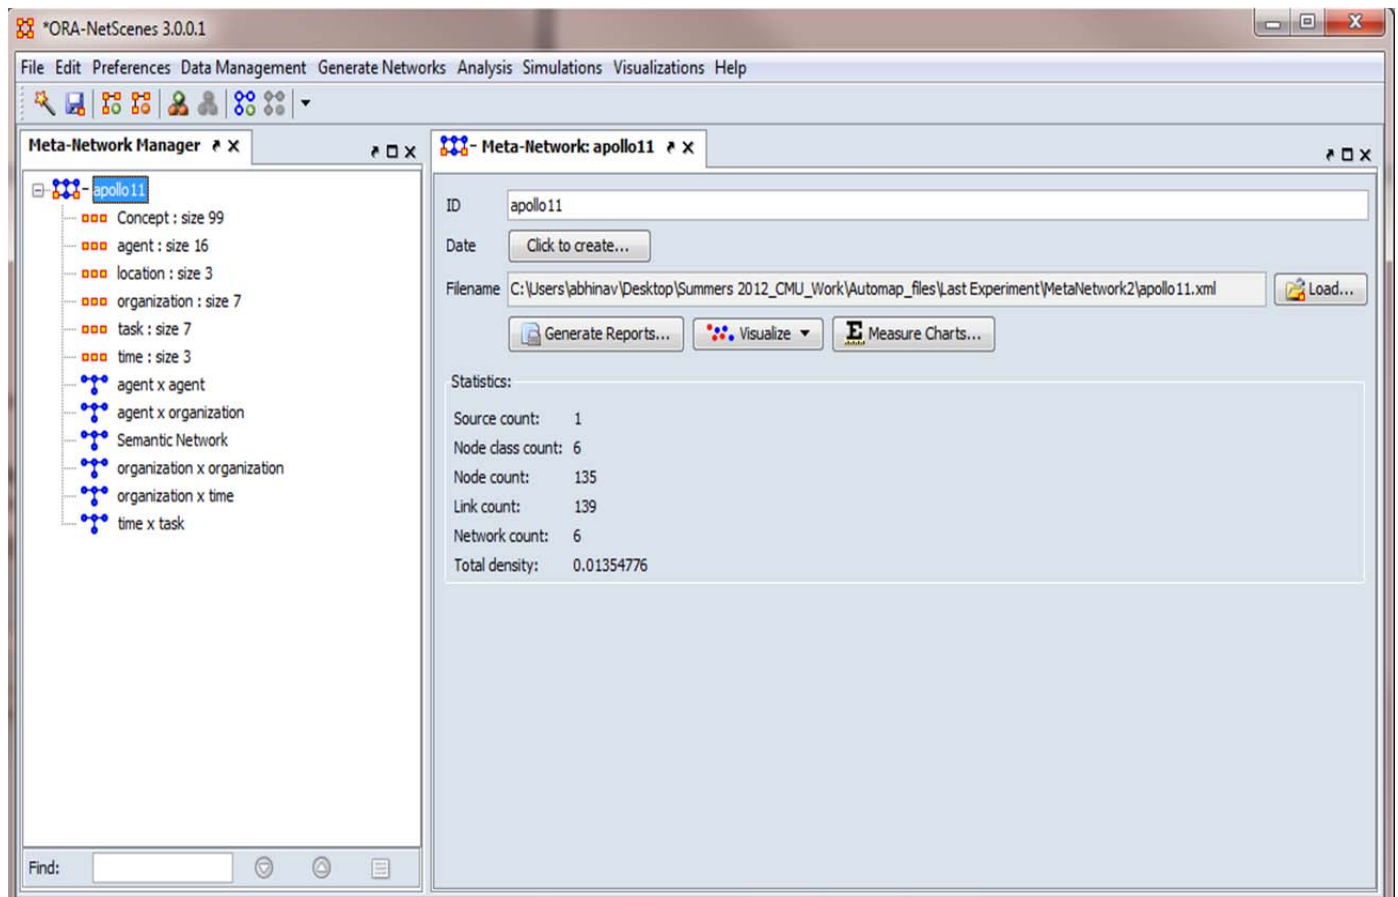 *ORA-NetScenes 3.0.0.1
File Edit Preferences Data Management Generate Networks Analysis Simulations Visualizations Help
Meta-Network Manager
Meta-Network: apollo11
apollo11
Concept : size 99
agent : size 16
location : size 3
organization : size 7
task : size 7
time : size 3
agent x agent
agent x organization
Semantic Network
organization x organization
organization x time
time x task
Find:
ID apollo11
Date Click to create...
Filename C:\Users\abhinav\Desktop\Summers 2012_CMU_Work\Automap_files\Last Experiment\MetaNetwork2\apollo11.xml Load...
Generate Reports... Visualize Measure Charts...
Statistics:
Source count: 1
Node class count: 6
Node count: 135
Link count: 139
Network count: 6
Total density: 0.01354776